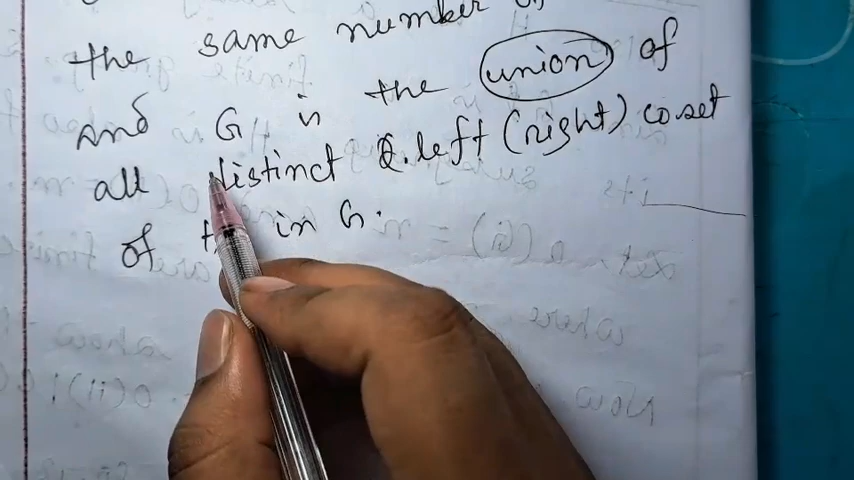 the same number
and G is the union of
all distinct left (right) coset
of in G.